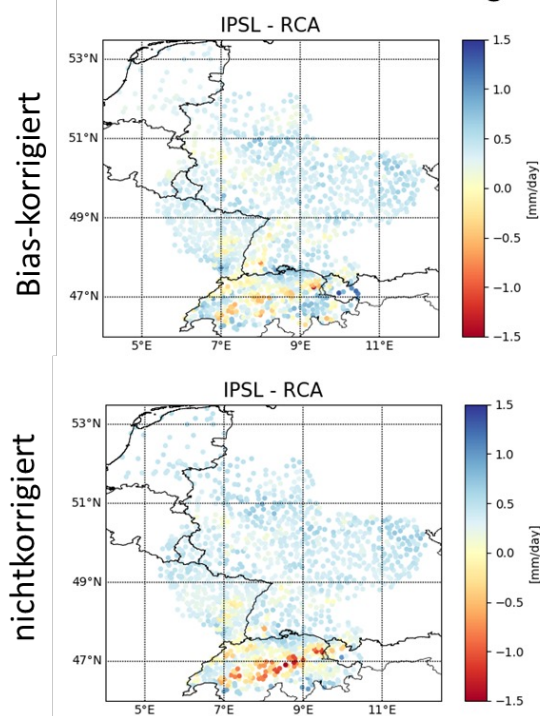 IPSL - RCA
Bias-korrigiert
53°N
51°N
49°N
47°N
5°E
7°E
9°E
11°E
1.5
1.0
0.5
0.0
−0.5
−1.0
−1.5
[mm/day]
IPSL - RCA
nichtkorrigiert
53°N
51°N
49°N
47°N
5°E
7°E
9°E
11°E
1.5
1.0
0.5
0.0
−0.5
−1.0
−1.5
[mm/day]